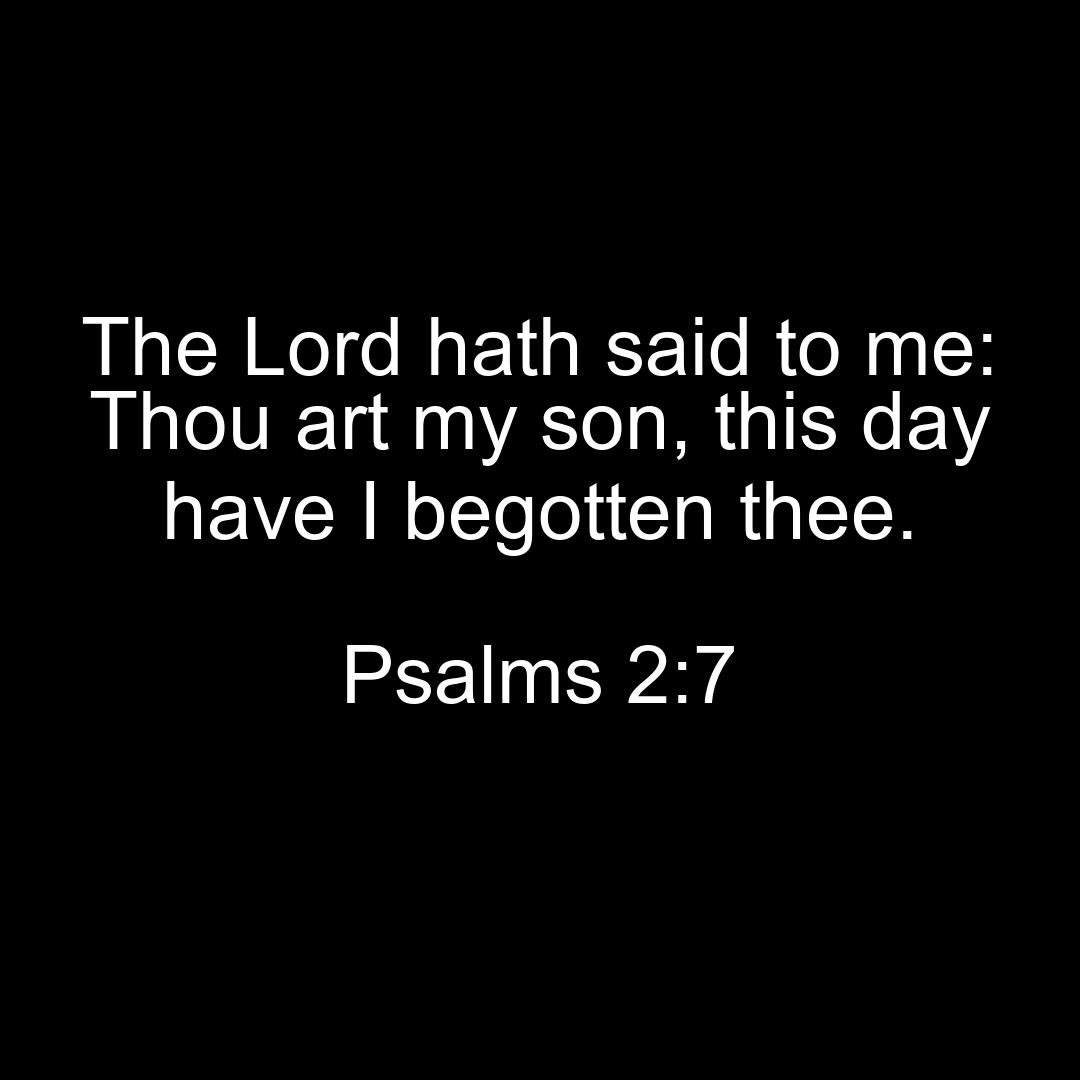 The Lord hath said to me:
Thou art my son, this day
have I begotten thee.
Psalms 2:7